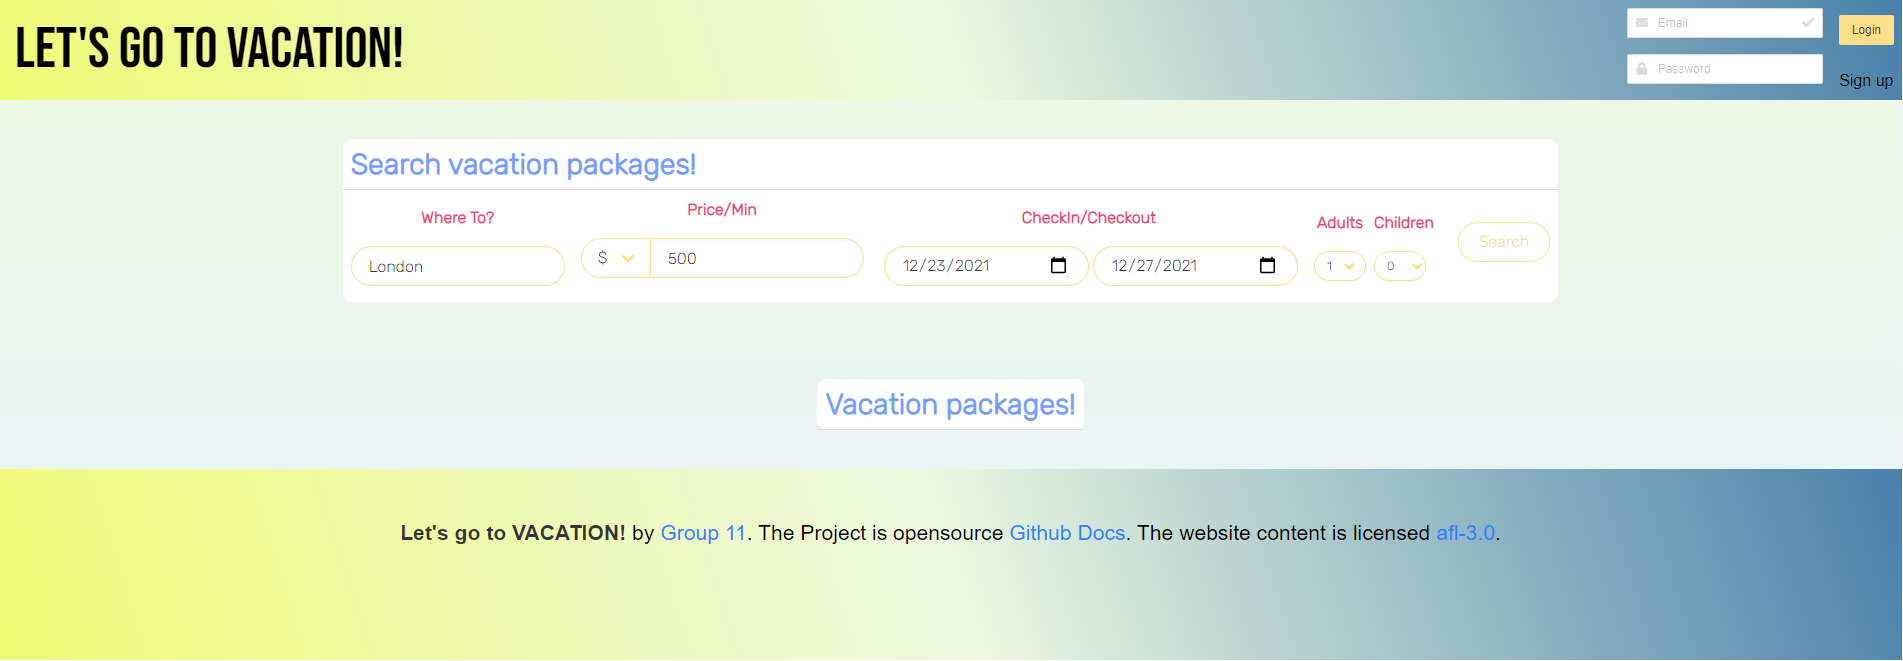 LET'S GO TO VACATION!
Email
Login
Password
Sign up
Search vacation packages!
Where To?
Price/Min
CheckIn/Checkout
Adults
Children
London
$
500
12/23/2021
12/27/2021
1
0
Search
Vacation packages!
Let's go to VACATION! by Group 11. The Project is opensource Github Docs. The website content is licensed afl-3.0.